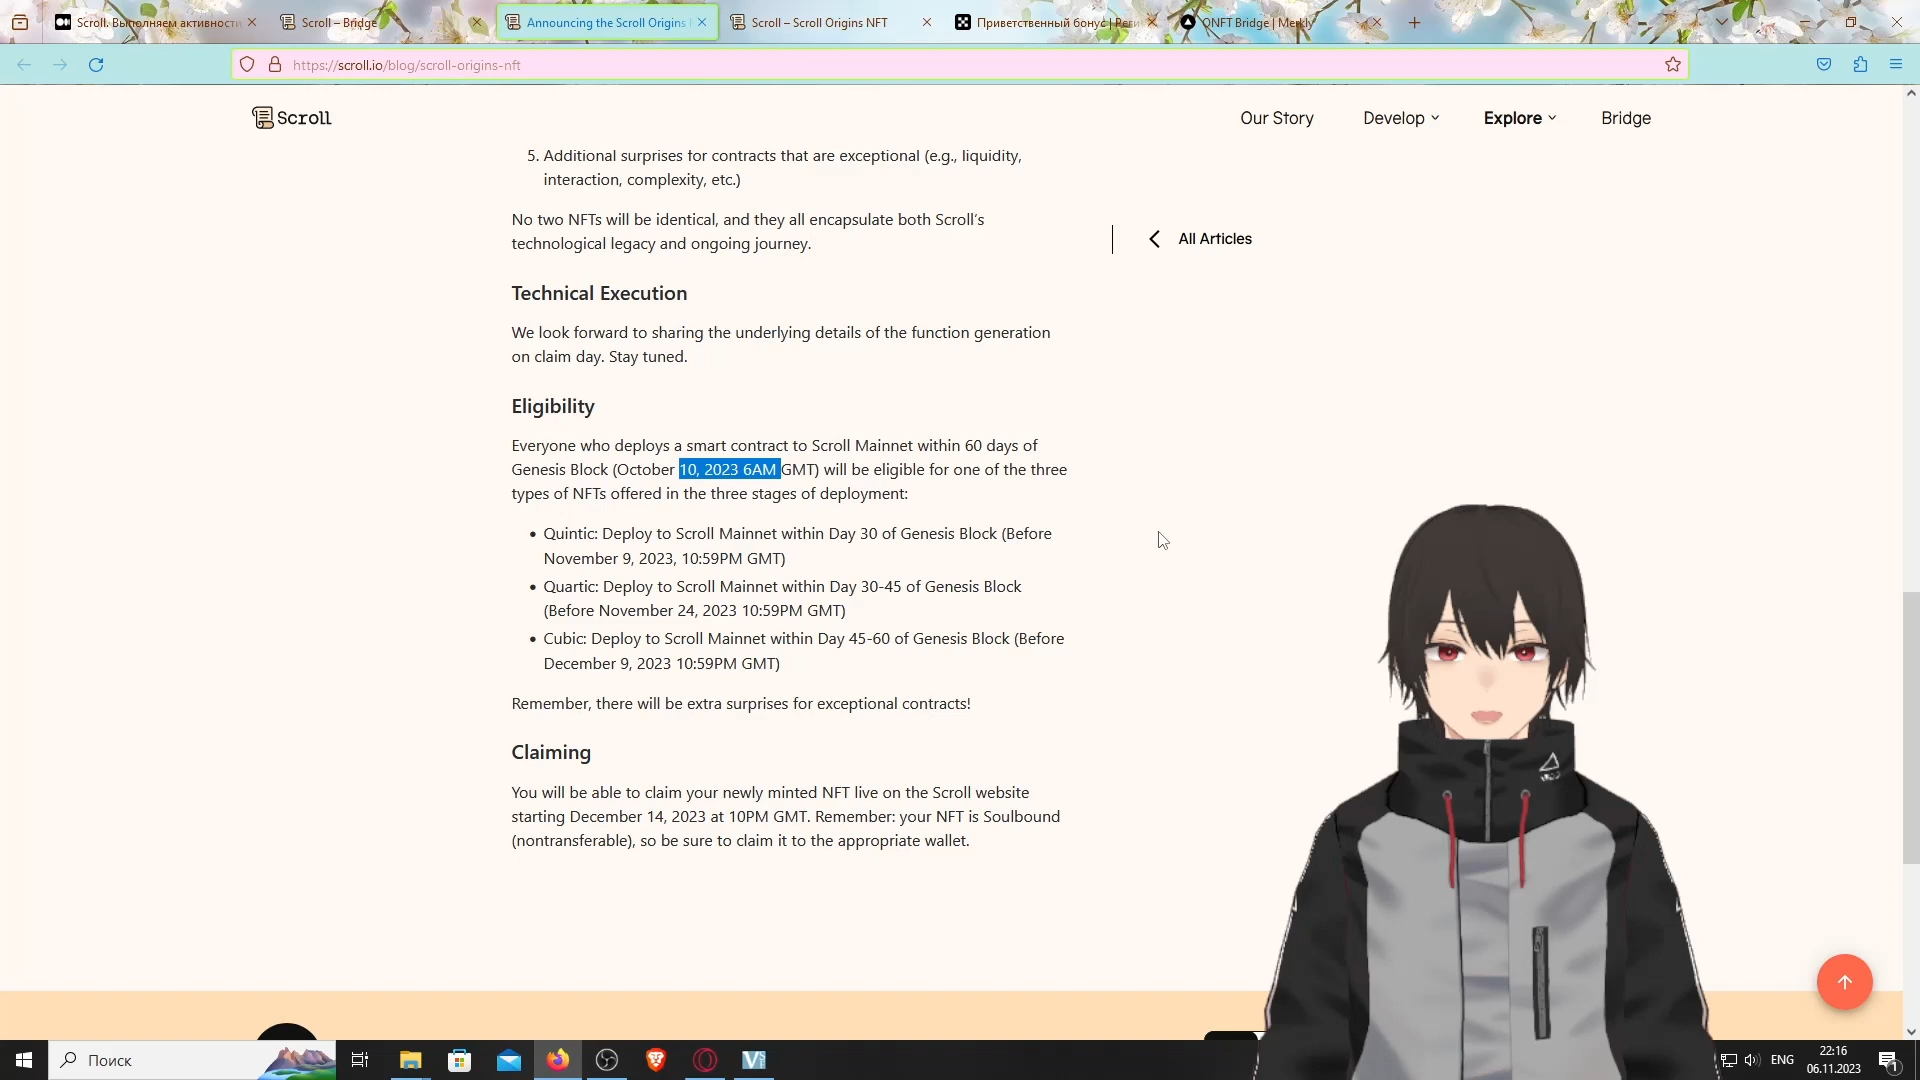 Scroll. Выполняем активност
Scroll – Bridge
Announcing the Scroll Origins
Scroll – Scroll Origins NFT
Приветственный бонус
ONFT Bridge | Merkly
https://scroll.io/blog/scroll-origins-nft
Scroll
Our Story
Develop
Explore
Bridge
5. Additional surprises for contracts that are exceptional (e.g., liquidity,
interaction, complexity, etc.)
No two NFTs will be identical, and they all encapsulate both Scroll’s
technological legacy and ongoing journey.
All Articles
Technical Execution
We look forward to sharing the underlying details of the function generation
on claim day. Stay tuned.
Eligibility
Everyone who deploys a smart contract to Scroll Mainnet within 60 days of
Genesis Block (October 10, 2023 6AM GMT) will be eligible for one of the three
types of NFTs offered in the three stages of deployment:
• Quintic: Deploy to Scroll Mainnet within Day 30 of Genesis Block (Before
November 9, 2023, 10:59PM GMT)
• Quartic: Deploy to Scroll Mainnet within Day 30-45 of Genesis Block
(Before November 24, 2023 10:59PM GMT)
• Cubic: Deploy to Scroll Mainnet within Day 45-60 of Genesis Block (Before
December 9, 2023 10:59PM GMT)
Remember, there will be extra surprises for exceptional contracts!
Claiming
You will be able to claim your newly minted NFT live on the Scroll website
starting December 14, 2023 at 10PM GMT. Remember: your NFT is Soulbound
(nontransferable), so be sure to claim it to the appropriate wallet.
Поиск
ENG
22:16
06.11.2023
1